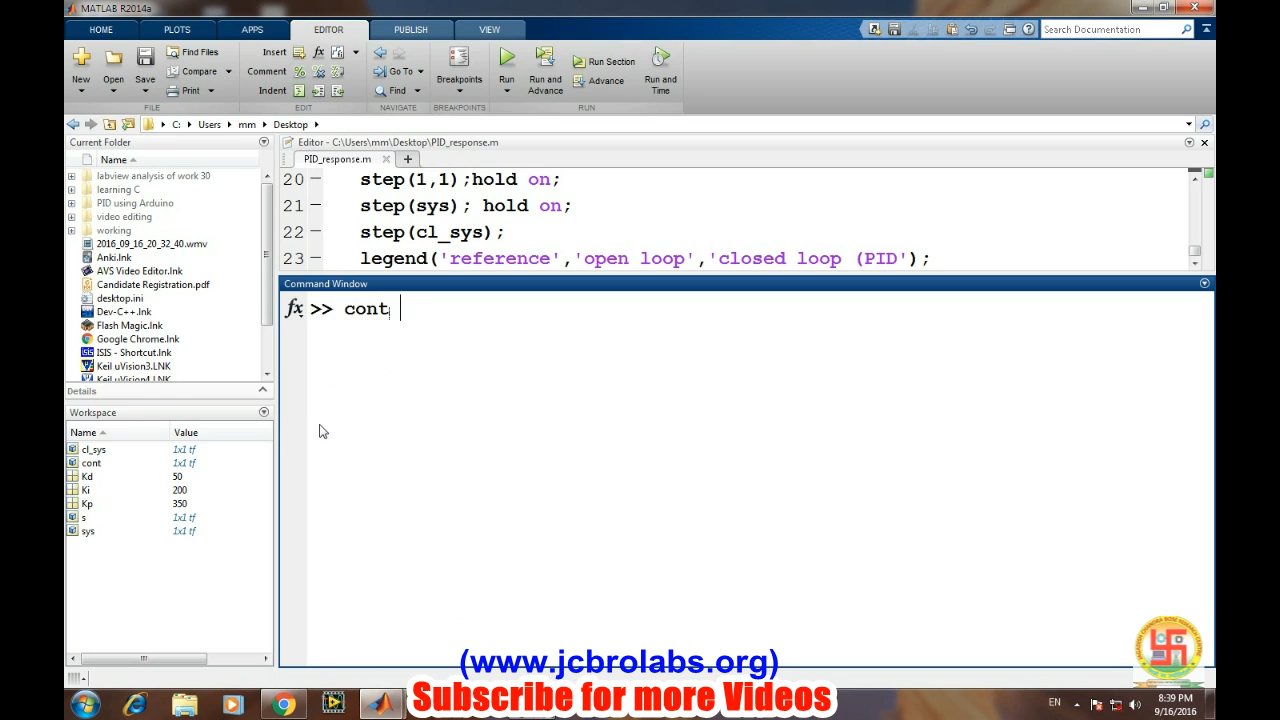 MATLAB R2014a
HOME PLOTS APPS EDITOR PUBLISH VIEW
Search Documentation
New Open Save Find Files Compare Print
Insert Comment Indent fx
Go To Find
Breakpoints Run Run and Advance Run Section Advance Run and Time
FILE EDIT NAVIGATE BREAKPOINTS RUN
C: Users mm Desktop
Current Folder
Name
labview analysis of work 30
learning C
PID using Arduino
video editing
working
2016_09_16_20_32_40.wmv
Anki.lnk
AVS Video Editor.lnk
Candidate Registration.pdf
desktop.ini
Dev-C++.lnk
Flash Magic.lnk
Google Chrome.lnk
ISIS - Shortcut.lnk
Keil uVision3.LNK
Keil uVision4.LNK
Details
Workspace
Name Value
cl_sys 1x1 tf
cont 1x1 tf
Kd 50
Ki 200
Kp 350
s 1x1 tf
sys 1x1 tf
Editor - C:\Users\mm\Desktop\PID_response.m
PID_response.m
20 – step(1,1);hold on;
21 – step(sys); hold on;
22 – step(cl_sys);
23 – legend('reference','open loop','closed loop (PID');
Command Window
fx >> cont
(www.jcbrolabs.org)
Subscribe for more Videos
EN
8:39 PM
9/16/2016